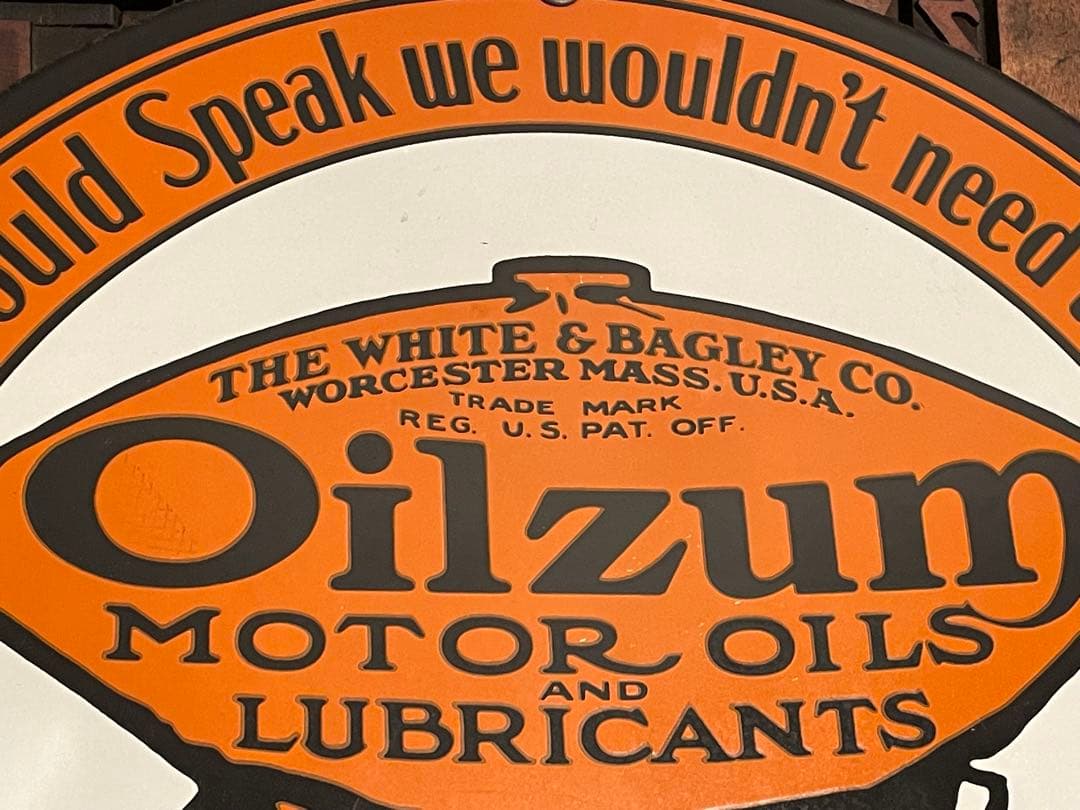 Speak we wouldn't need
THE WHITE & BAGLEY CO.
WORCESTER MASS. U.S.A.
TRADE MARK
REG. U.S. PAT. OFF.
Oilzum
MOTOR OILS
AND
LUBRICANTS